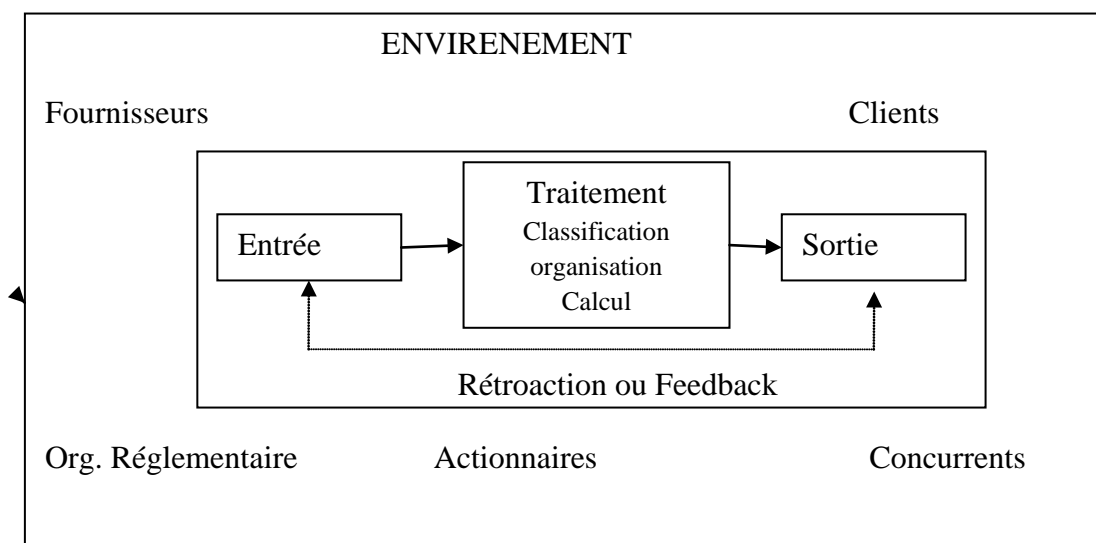 ENVIRENEMENT
Fournisseurs
Clients
Traitement
Classification
organisation
Calcul
Entrée
Sortie
Rétroaction ou Feedback
Org. Réglementaire
Actionnaires
Concurrents